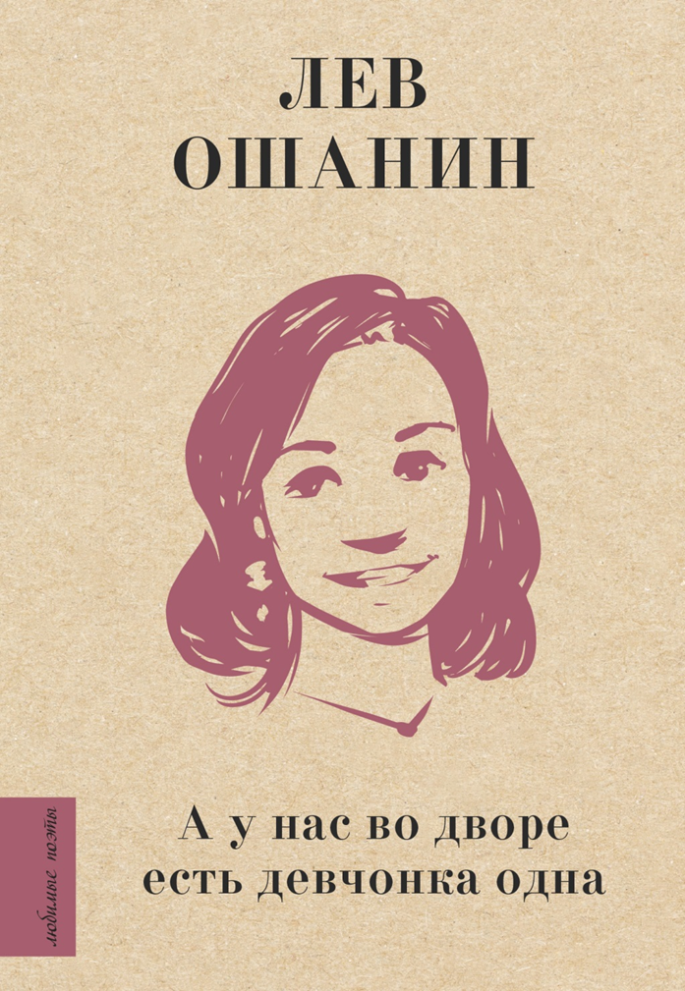 ЛЕВ
ОШАНИН
А у нас во дворе
есть девчонка одна
любимые поэты